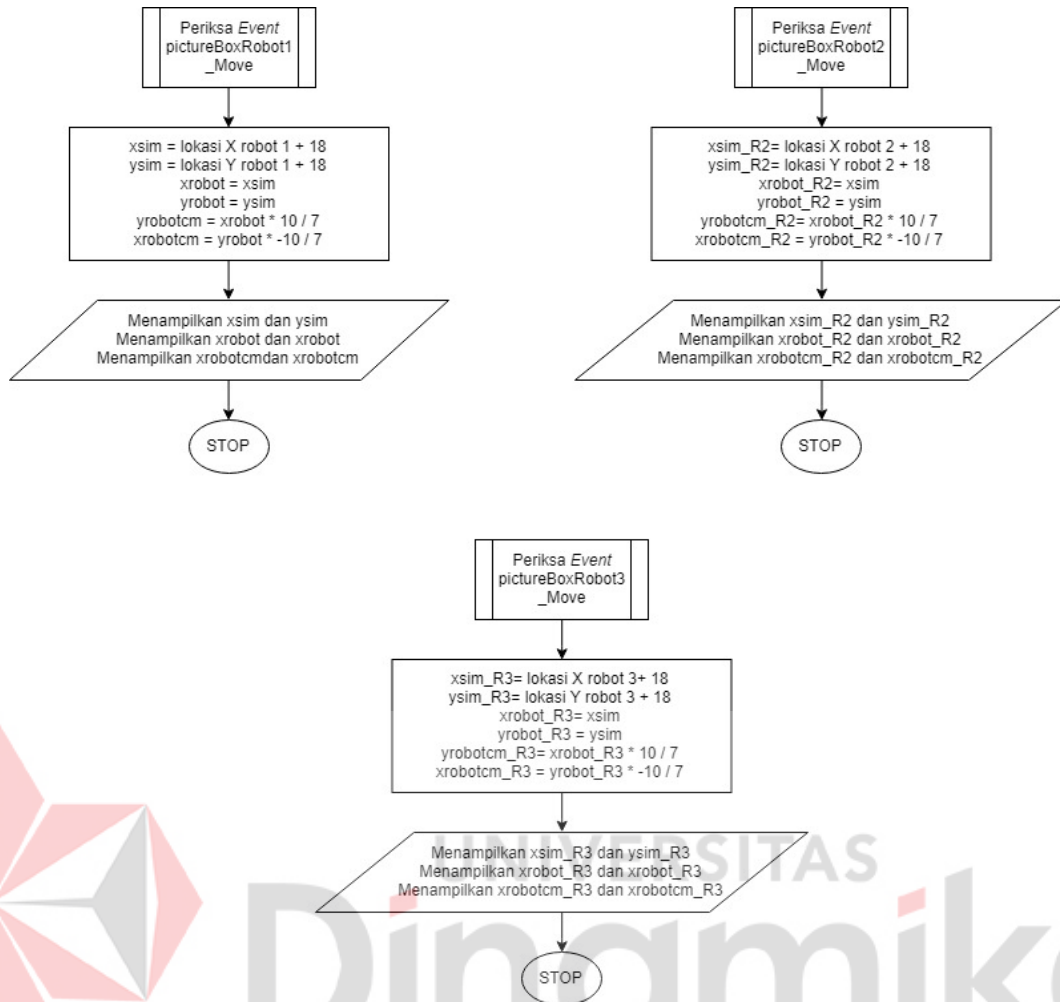 Periksa Event
pictureBoxRobot1
_Move
xsim = lokasi X robot 1 + 18
ysim = lokasi Y robot 1 + 18
xrobot = xsim
yrobot = ysim
yrobotcm = xrobot * 10 / 7
xrobotcm = yrobot * -10 / 7
Menampilkan xsim dan ysim
Menampilkan xrobot dan xrobot
Menampilkan xrobotcmdan xrobotcm
STOP
Periksa Event
pictureBoxRobot2
_Move
xsim_R2= lokasi X robot 2 + 18
ysim_R2= lokasi Y robot 2 + 18
xrobot_R2= xsim
yrobot_R2 = ysim
yrobotcm_R2= xrobot_R2 * 10 / 7
xrobotcm_R2 = yrobot_R2 * -10 / 7
Menampilkan xsim_R2 dan ysim_R2
Menampilkan xrobot_R2 dan xrobot_R2
Menampilkan xrobotcm_R2 dan xrobotcm_R2
STOP
Periksa Event
pictureBoxRobot3
_Move
xsim_R3= lokasi X robot 3+ 18
ysim_R3= lokasi Y robot 3 + 18
xrobot_R3= xsim
yrobot_R3 = ysim
yrobotcm_R3= xrobot_R3 * 10 / 7
xrobotcm_R3 = yrobot_R3 * -10 / 7
Menampilkan xsim_R3 dan ysim_R3
Menampilkan xrobot_R3 dan xrobot_R3
Menampilkan xrobotcm_R3 dan xrobotcm_R3
STOP
UNIVERSITAS
Dinamika